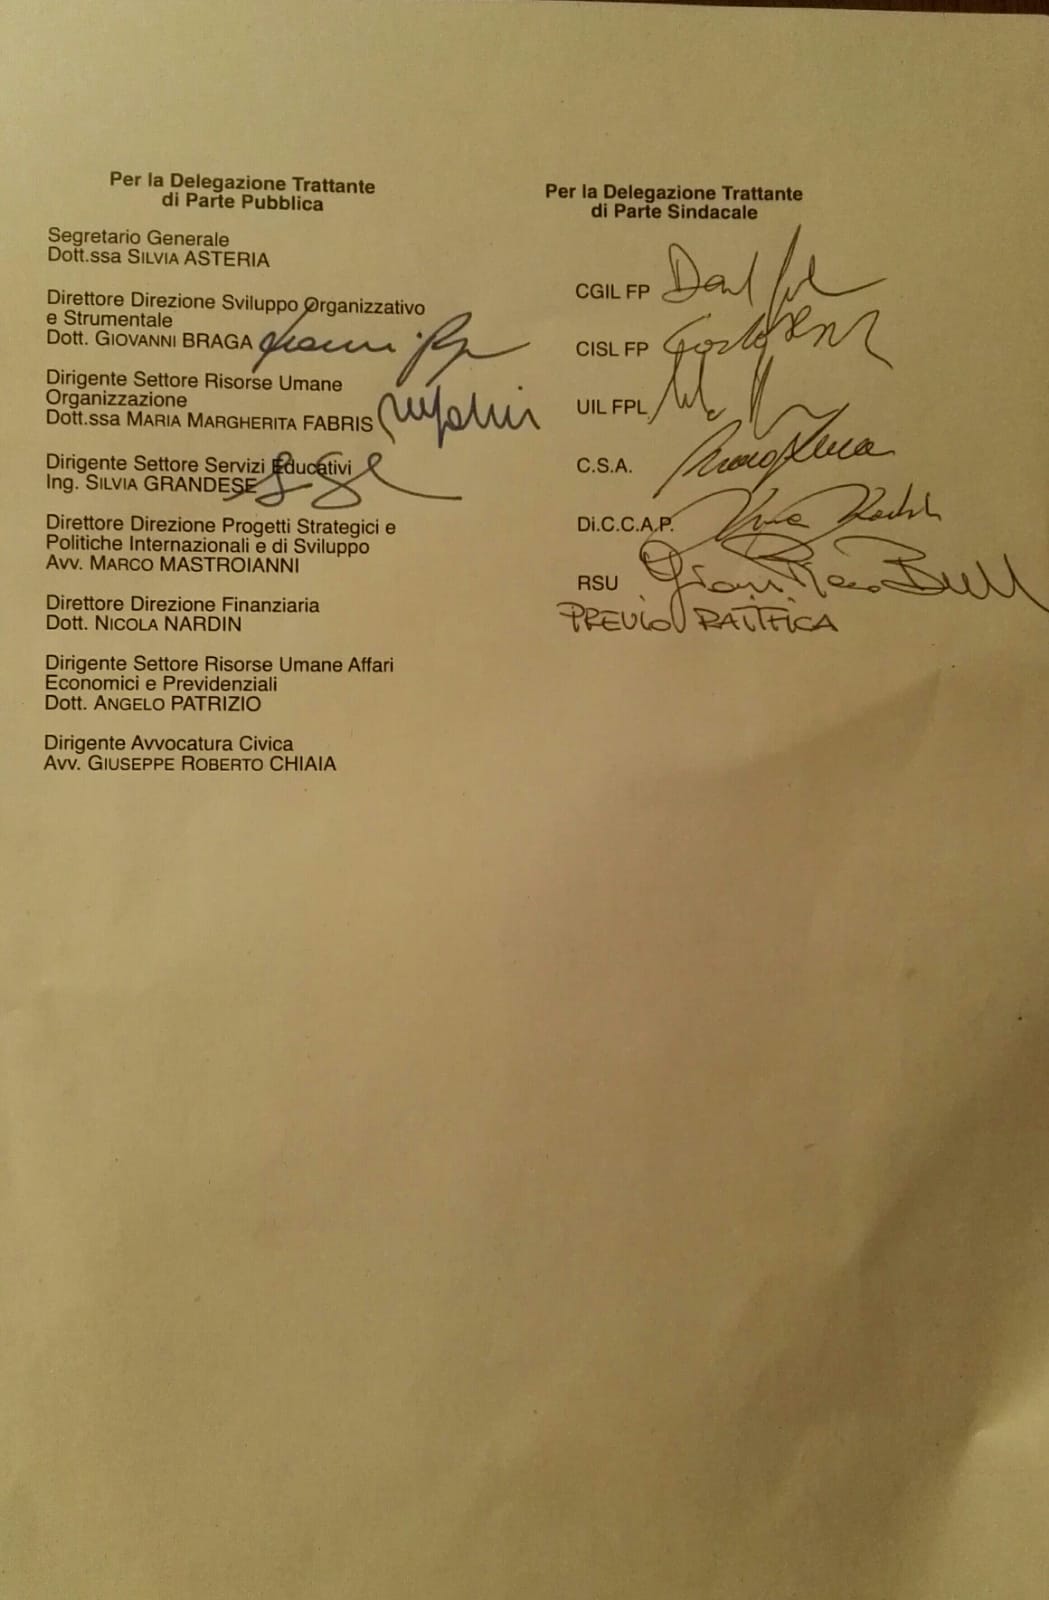 Per la Delegazione Trattante
di Parte Pubblica
Segretario Generale
Dott.ssa SILVIA ASTERIA
Direttore Direzione Sviluppo Organizzativo
e Strumentale
Dott. GIOVANNI BRAGA
Dirigente Settore Risorse Umane
Organizzazione
Dott.ssa MARIA MARGHERITA FABRIS
Dirigente Settore Servizi Educativi
Ing. SILVIA GRANDESE
Direttore Direzione Progetti Strategici e
Politiche Internazionali e di Sviluppo
Avv. MARCO MASTROIANNI
Direttore Direzione Finanziaria
Dott. NICOLA NARDIN
Dirigente Settore Risorse Umane Affari
Economici e Previdenziali
Dott. ANGELO PATRIZIO
Dirigente Avvocatura Civica
Avv. GIUSEPPE ROBERTO CHIAIA
Per la Delegazione Trattante
di Parte Sindacale
CGIL FP
CISL FP
UIL FPL
C.S.A.
Di.C.C.A.P.
RSU
PREVIO RATIFICA